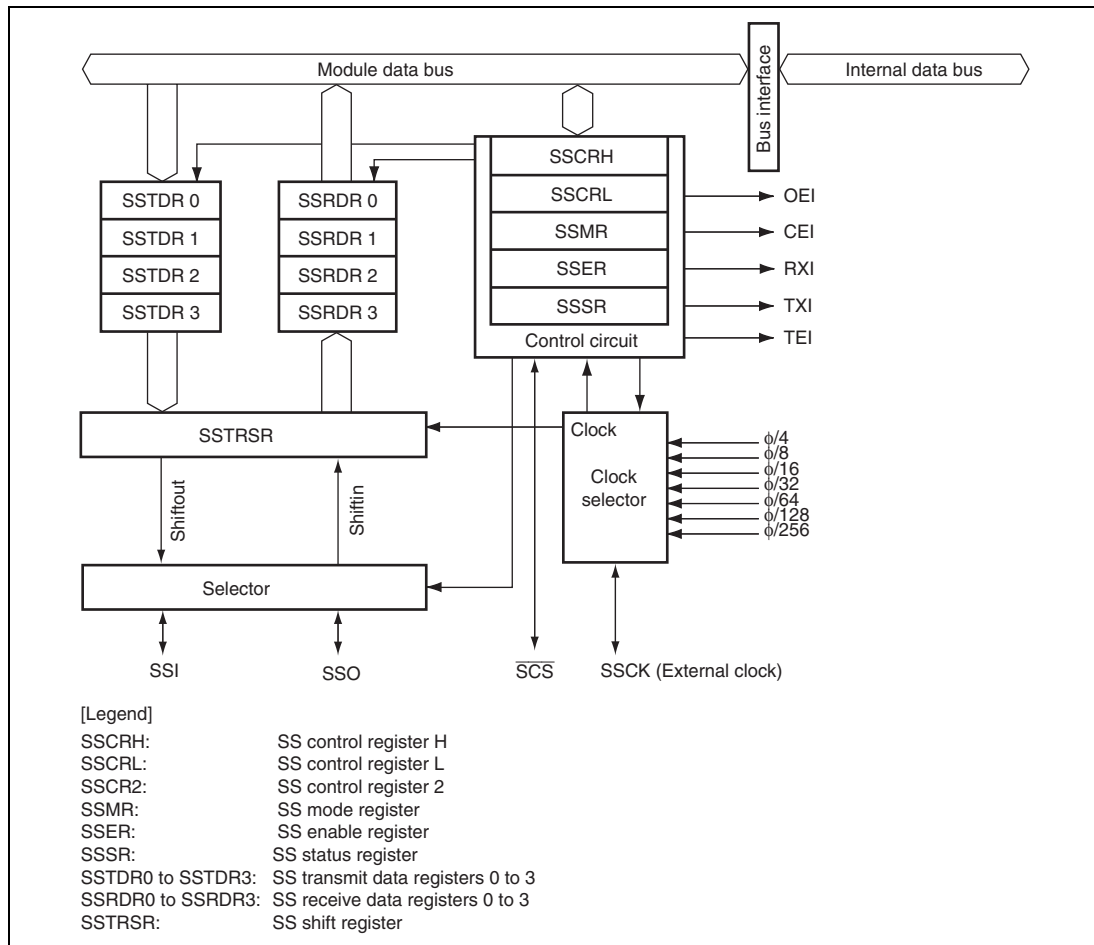 Module data bus
Bus interface
Internal data bus
SSCRH
SSCRL
SSMR
SSER
SSSR
Control circuit
SSTDR 0
SSTDR 1
SSTDR 2
SSTDR 3
SSRDR 0
SSRDR 1
SSRDR 2
SSRDR 3
OEI
CEI
RXI
TXI
TEI
SSTRSR
Clock
Clock
selector
ϕ/4
ϕ/8
ϕ/16
ϕ/32
ϕ/64
ϕ/128
ϕ/256
Shiftout
Shiftin
Selector
SSI
SSO
S̅C̅S̅
SSCK (External clock)
[Legend]
SSCRH: SS control register H
SSCRL: SS control register L
SSCR2: SS control register 2
SSMR: SS mode register
SSER: SS enable register
SSSR: SS status register
SSTDR0 to SSTDR3: SS transmit data registers 0 to 3
SSRDR0 to SSRDR3: SS receive data registers 0 to 3
SSTRSR: SS shift register